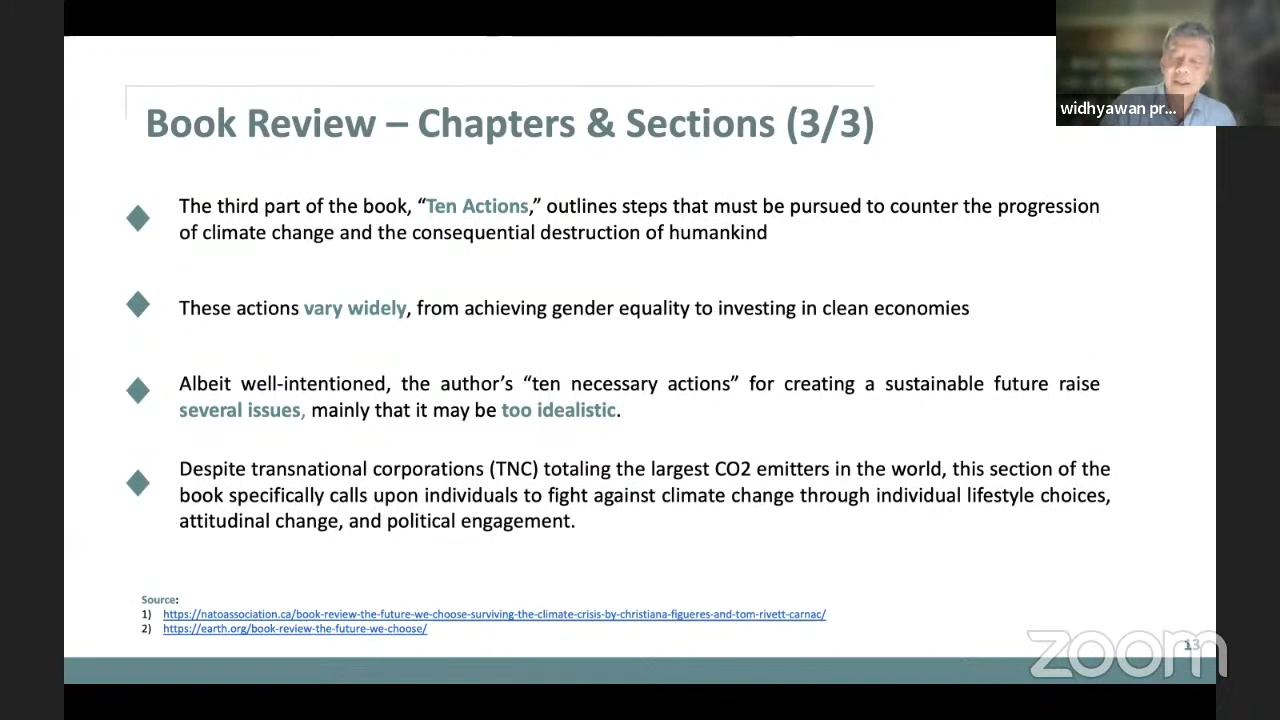 widhyawan pr...
Book Review – Chapters & Sections (3/3)
The third part of the book, “Ten Actions,” outlines steps that must be pursued to counter the progression
of climate change and the consequential destruction of humankind
These actions vary widely, from achieving gender equality to investing in clean economies
Albeit well-intentioned, the author’s “ten necessary actions” for creating a sustainable future raise
several issues, mainly that it may be too idealistic.
Despite transnational corporations (TNC) totaling the largest CO2 emitters in the world, this section of the
book specifically calls upon individuals to fight against climate change through individual lifestyle choices,
attitudinal change, and political engagement.
Source:
1) https://natoassociation.ca/book-review-the-future-we-choose-surviving-the-climate-crisis-by-christiana-figueres-and-tom-rivett-carnac/
2) https://earth.org/book-review-the-future-we-choose/
13
zoom